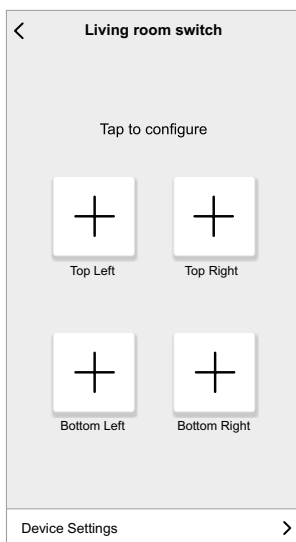 Living room switch
Tap to configure
Top Left
Top Right
Bottom Left
Bottom Right
Device Settings